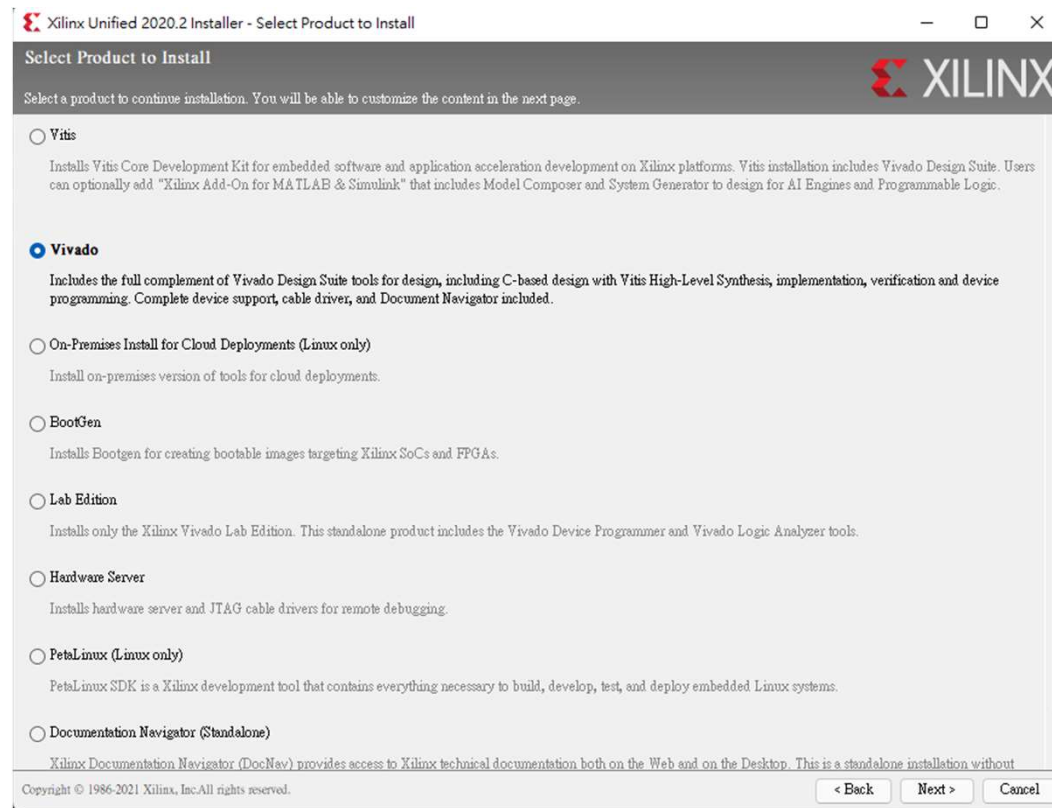 Xilinx Unified 2020.2 Installer - Select Product to Install
Select Product to Install
XILINX
Select a product to continue installation. You will be able to customize the content in the next page.
Vitis
Installs Vitis Core Development Kit for embedded software and application acceleration development on Xilinx platforms. Vitis installation includes Vivado Design Suite. Users
can optionally add "Xilinx Add-On for MATLAB & Simulink" that includes Model Composer and System Generator to design for AI Engines and Programmable Logic.
Vivado
Includes the full complement of Vivado Design Suite tools for design, including C-based design with Vitis High-Level Synthesis, implementation, verification and device
programming. Complete device support, cable driver, and Document Navigator included.
On-Premises Install for Cloud Deployments (Linux only)
Install on-premises version of tools for cloud deployments.
BootGen
Installs Bootgen for creating bootable images targeting Xilinx SoCs and FPGAs.
Lab Edition
Installs only the Xilinx Vivado Lab Edition. This standalone product includes the Vivado Device Programmer and Vivado Logic Analyzer tools.
Hardware Server
Installs hardware server and JTAG cable drivers for remote debugging.
PetaLinux (Linux only)
PetaLinux SDK is a Xilinx development tool that contains everything necessary to build, develop, test, and deploy embedded Linux systems.
Documentation Navigator (Standalone)
Xilinx Documentation Navigator (DocNav) provides access to Xilinx technical documentation both on the Web and on the Desktop. This is a standalone installation without
Copyright © 1986-2021 Xilinx, Inc.All rights reserved.
< Back Next > Cancel